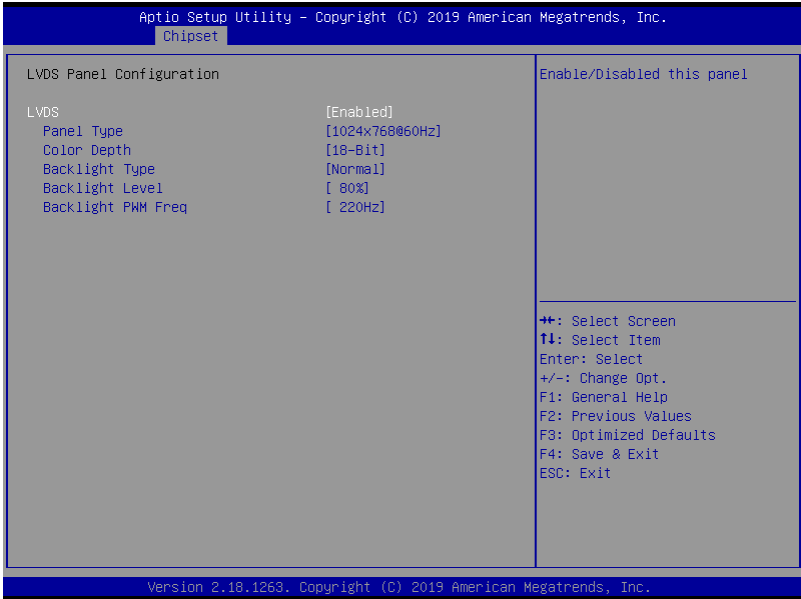 Aptio Setup Utility – Copyright (C) 2019 American Megatrends, Inc.
Chipset
LVDS Panel Configuration
LVDS [Enabled]
Panel Type [1024x768@60Hz]
Color Depth [18-Bit]
Backlight Type [Normal]
Backlight Level [ 80%]
Backlight PWM Freq [ 220Hz]
Enable/Disabled this panel
→←: Select Screen
↑↓: Select Item
Enter: Select
+/-: Change Opt.
F1: General Help
F2: Previous Values
F3: Optimized Defaults
F4: Save & Exit
ESC: Exit
Version 2.18.1263. Copyright (C) 2019 American Megatrends, Inc.